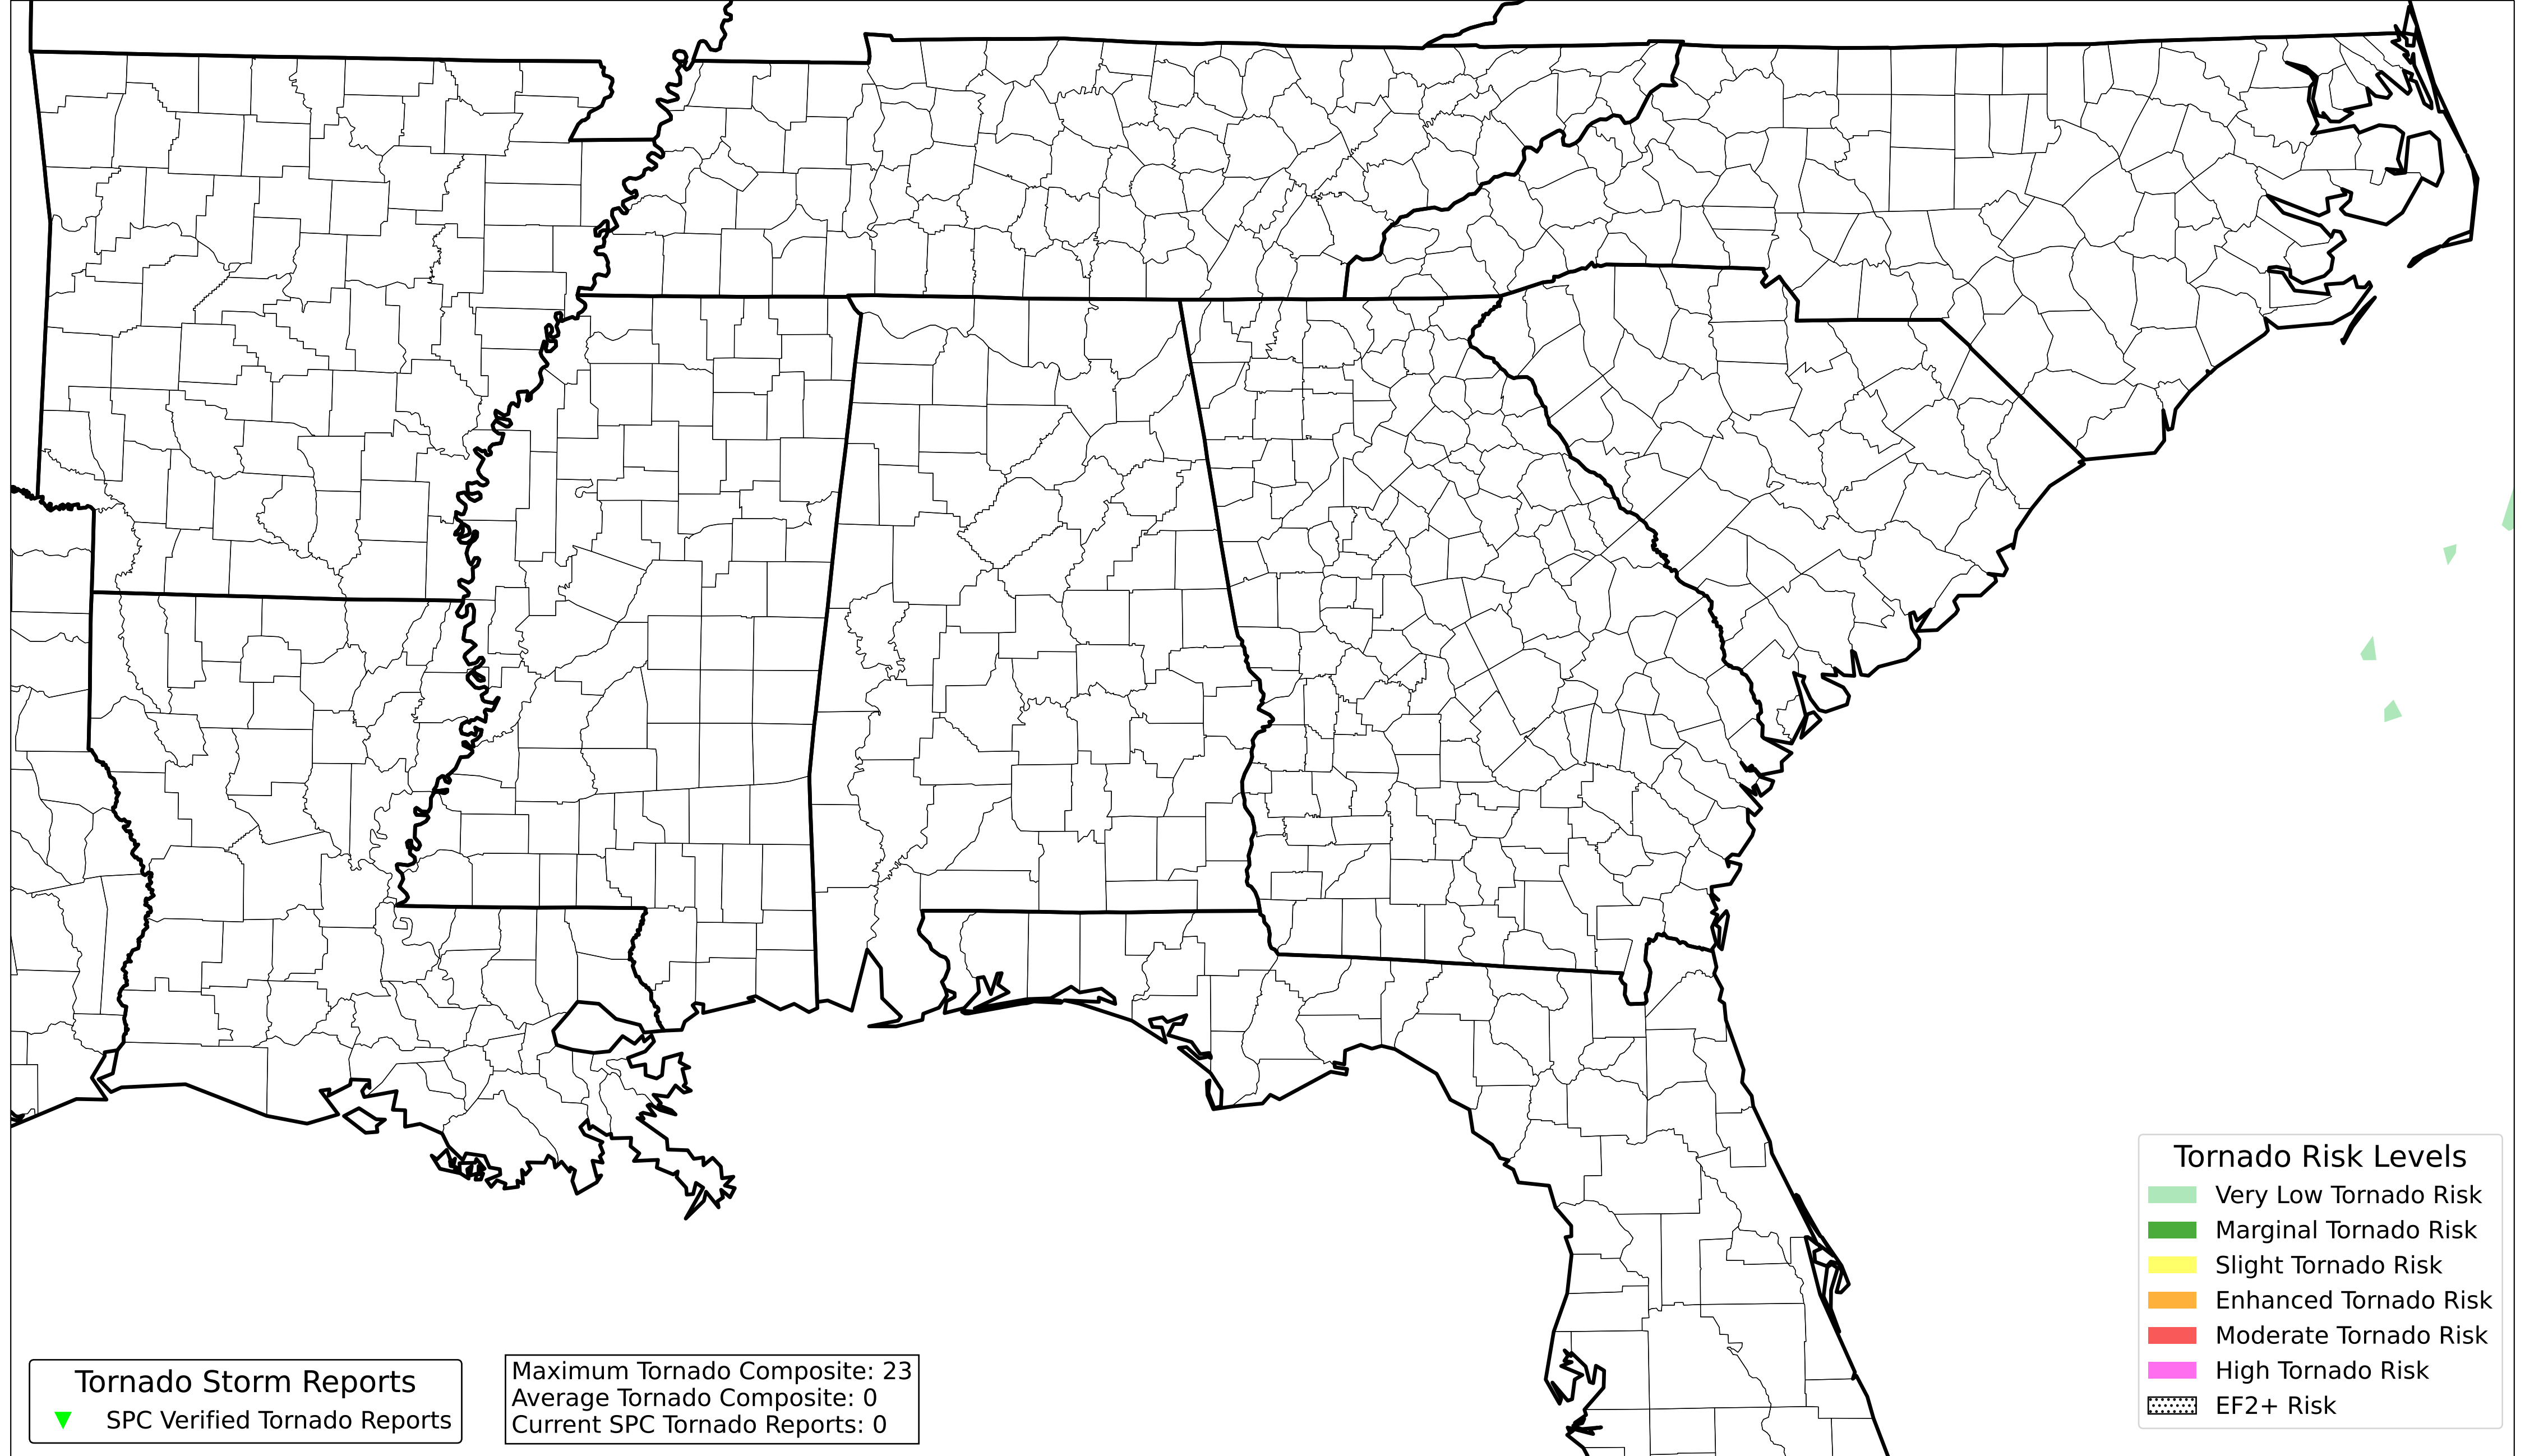 Tornado Storm Reports
SPC Verified Tornado Reports
Maximum Tornado Composite: 23
Average Tornado Composite: 0
Current SPC Tornado Reports: 0
Tornado Risk Levels
Very Low Tornado Risk
Marginal Tornado Risk
Slight Tornado Risk
Enhanced Tornado Risk
Moderate Tornado Risk
High Tornado Risk
EF2+ Risk